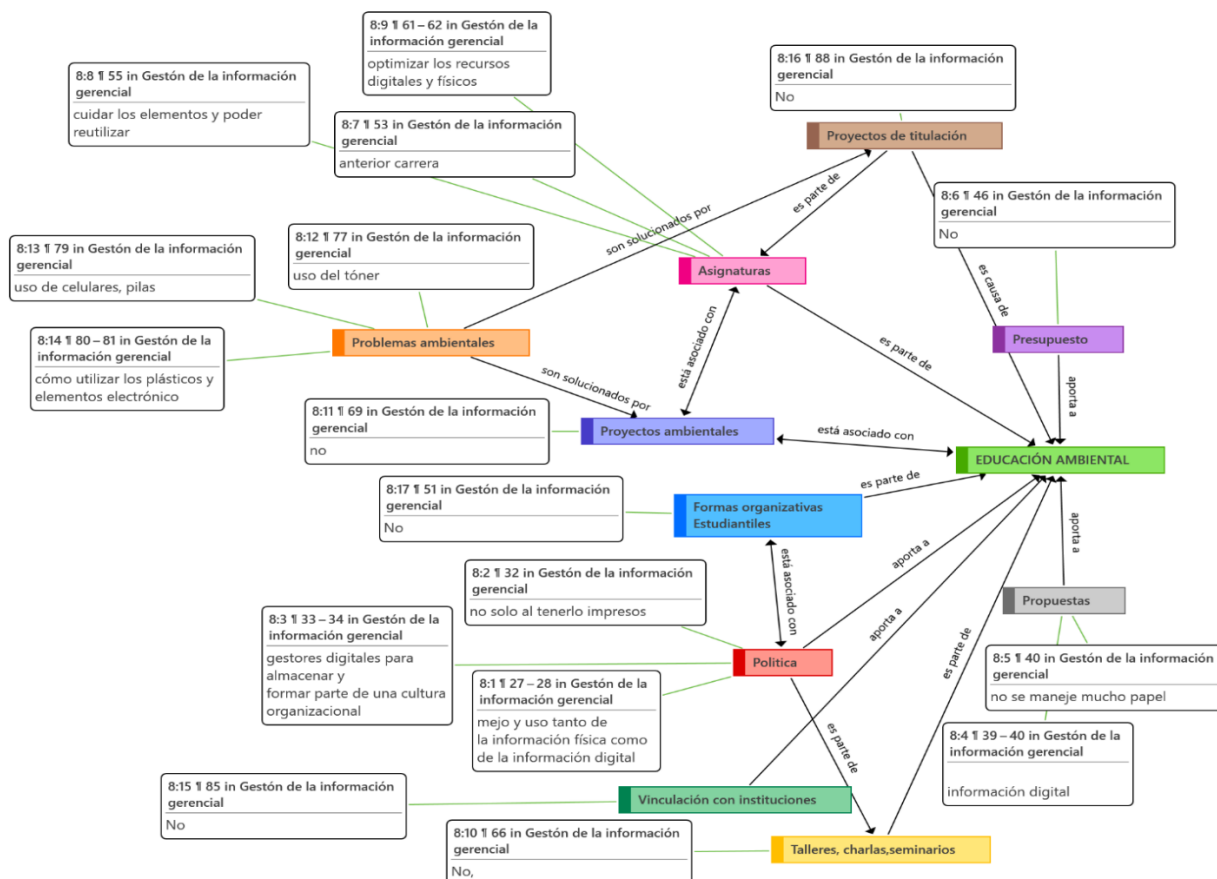 8:9 ¶ 61 – 62 in Gestón de la
información gerencial
optimizar los recursos
digitales y físicos
8:16 ¶ 88 in Gestón de la información
gerencial
No
8:8 ¶ 55 in Gestón de la información
gerencial
cuidar los elementos y poder
reutilizar
8:7 ¶ 53 in Gestón de la información
gerencial
anterior carrera
Proyectos de titulación
es parte de
8:6 ¶ 46 in Gestón de la información
gerencial
No
son solucionados por
8:12 ¶ 77 in Gestón de la información
gerencial
uso del tóner
8:13 ¶ 79 in Gestón de la información
gerencial
uso de celulares, pilas
Asignaturas
es causa de
8:14 ¶ 80 – 81 in Gestón de la
información gerencial
cómo utilizar los plásticos y
elementos electrónico
Problemas ambientales
Presupuesto
está asociado con
es parte de
son solucionados por
aporta a
8:11 ¶ 69 in Gestón de la información
gerencial
no
Proyectos ambientales
está asociado con
EDUCACIÓN AMBIENTAL
8:17 ¶ 51 in Gestón de la información
gerencial
No
Formas organizativas
Estudiantiles
es parte de
está asociado con
aporta a
aporta a
aporta a
8:2 ¶ 32 in Gestón de la información
gerencial
no solo al tenerlo impresos
Propuestas
8:3 ¶ 33 – 34 in Gestón de la
información gerencial
gestores digitales para
almacenar y
formar parte de una cultura
organizacional
Política
es parte de
8:5 ¶ 40 in Gestón de la información
gerencial
no se maneje mucho papel
8:1 ¶ 27 – 28 in Gestón de la
información gerencial
mejo y uso tanto de
la información física como
de la información digital
es parte de
8:4 ¶ 39 – 40 in Gestón de la
información gerencial
información digital
8:15 ¶ 85 in Gestón de la información
gerencial
No
Vinculación con instituciones
8:10 ¶ 66 in Gestón de la información
gerencial
No,
Talleres, charlas,seminarios